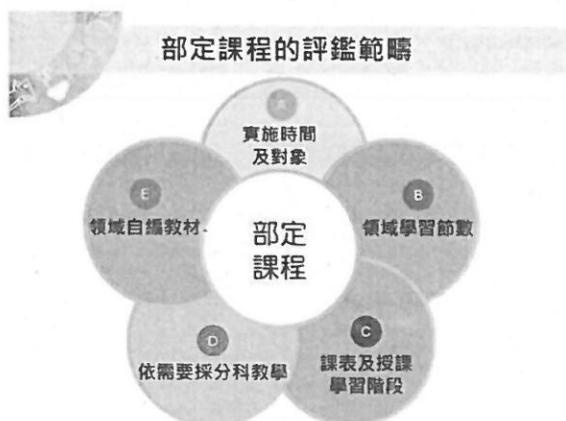 部定課程的評鑑範疇
A
實施時間
及對象
B
領域學習節數
C
課表及授課
學習階段
D
依需要採分科教學
E
領域自編教材
部定
課程